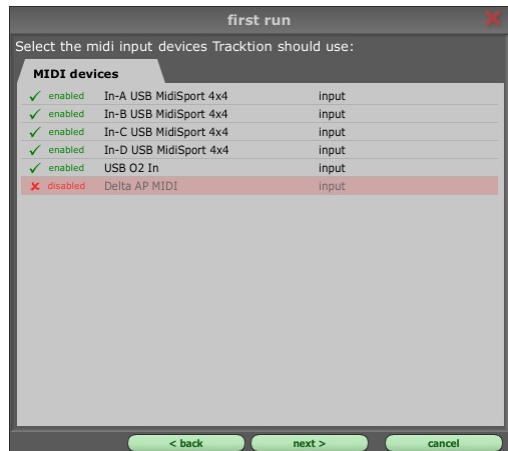 first run
Select the midi input devices Tracktion should use:
MIDI devices
enabled In-A USB MidiSport 4x4 input
enabled In-B USB MidiSport 4x4 input
enabled In-C USB MidiSport 4x4 input
enabled In-D USB MidiSport 4x4 input
enabled USB O2 In input
disabled Delta AP MIDI input
< back next > cancel